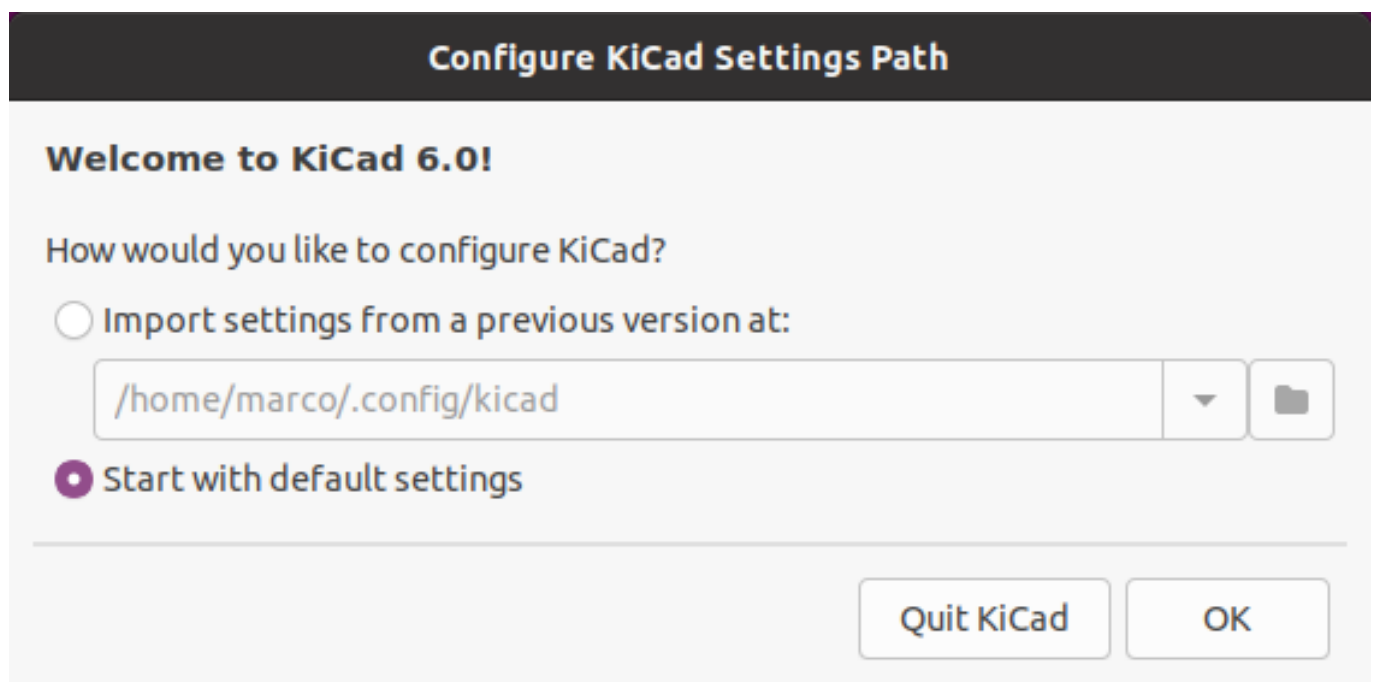 Configure KiCad Settings Path
Welcome to KiCad 6.0!
How would you like to configure KiCad?
Import settings from a previous version at:
/home/marco/.config/kicad
Start with default settings
Quit KiCad
OK